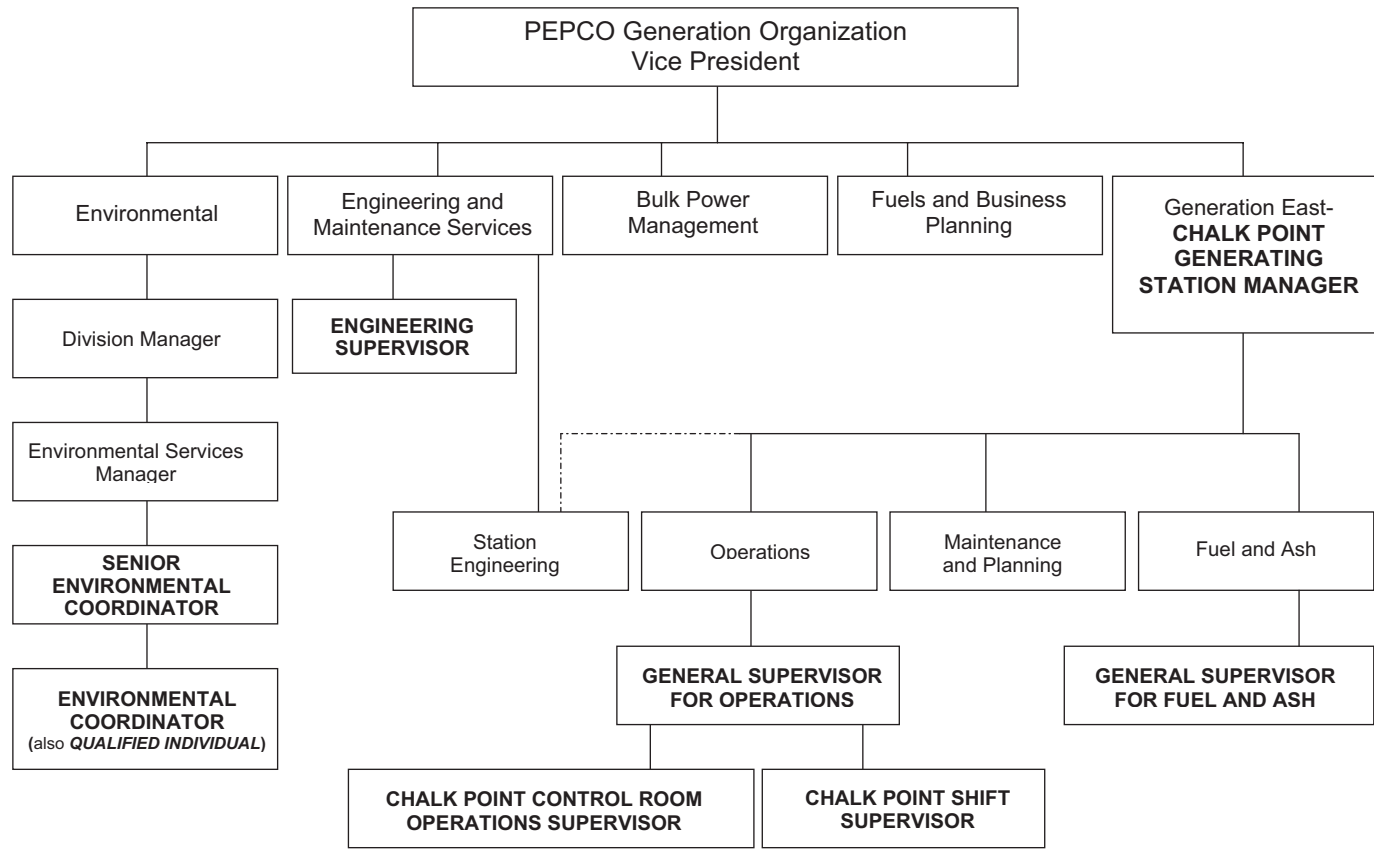 PEPCO Generation Organization
Vice President
Environmental
Engineering and
Maintenance Services
Bulk Power
Management
Fuels and Business
Planning
Generation East-
CHALK POINT
GENERATING
STATION MANAGER
Division Manager
ENGINEERING
SUPERVISOR
Environmental Services
Manager
Station
Engineering
Operations
Maintenance
and Planning
Fuel and Ash
SENIOR
ENVIRONMENTAL
COORDINATOR
GENERAL SUPERVISOR
FOR OPERATIONS
GENERAL SUPERVISOR
FOR FUEL AND ASH
ENVIRONMENTAL
COORDINATOR
(also QUALIFIED INDIVIDUAL)
CHALK POINT CONTROL ROOM
OPERATIONS SUPERVISOR
CHALK POINT SHIFT
SUPERVISOR